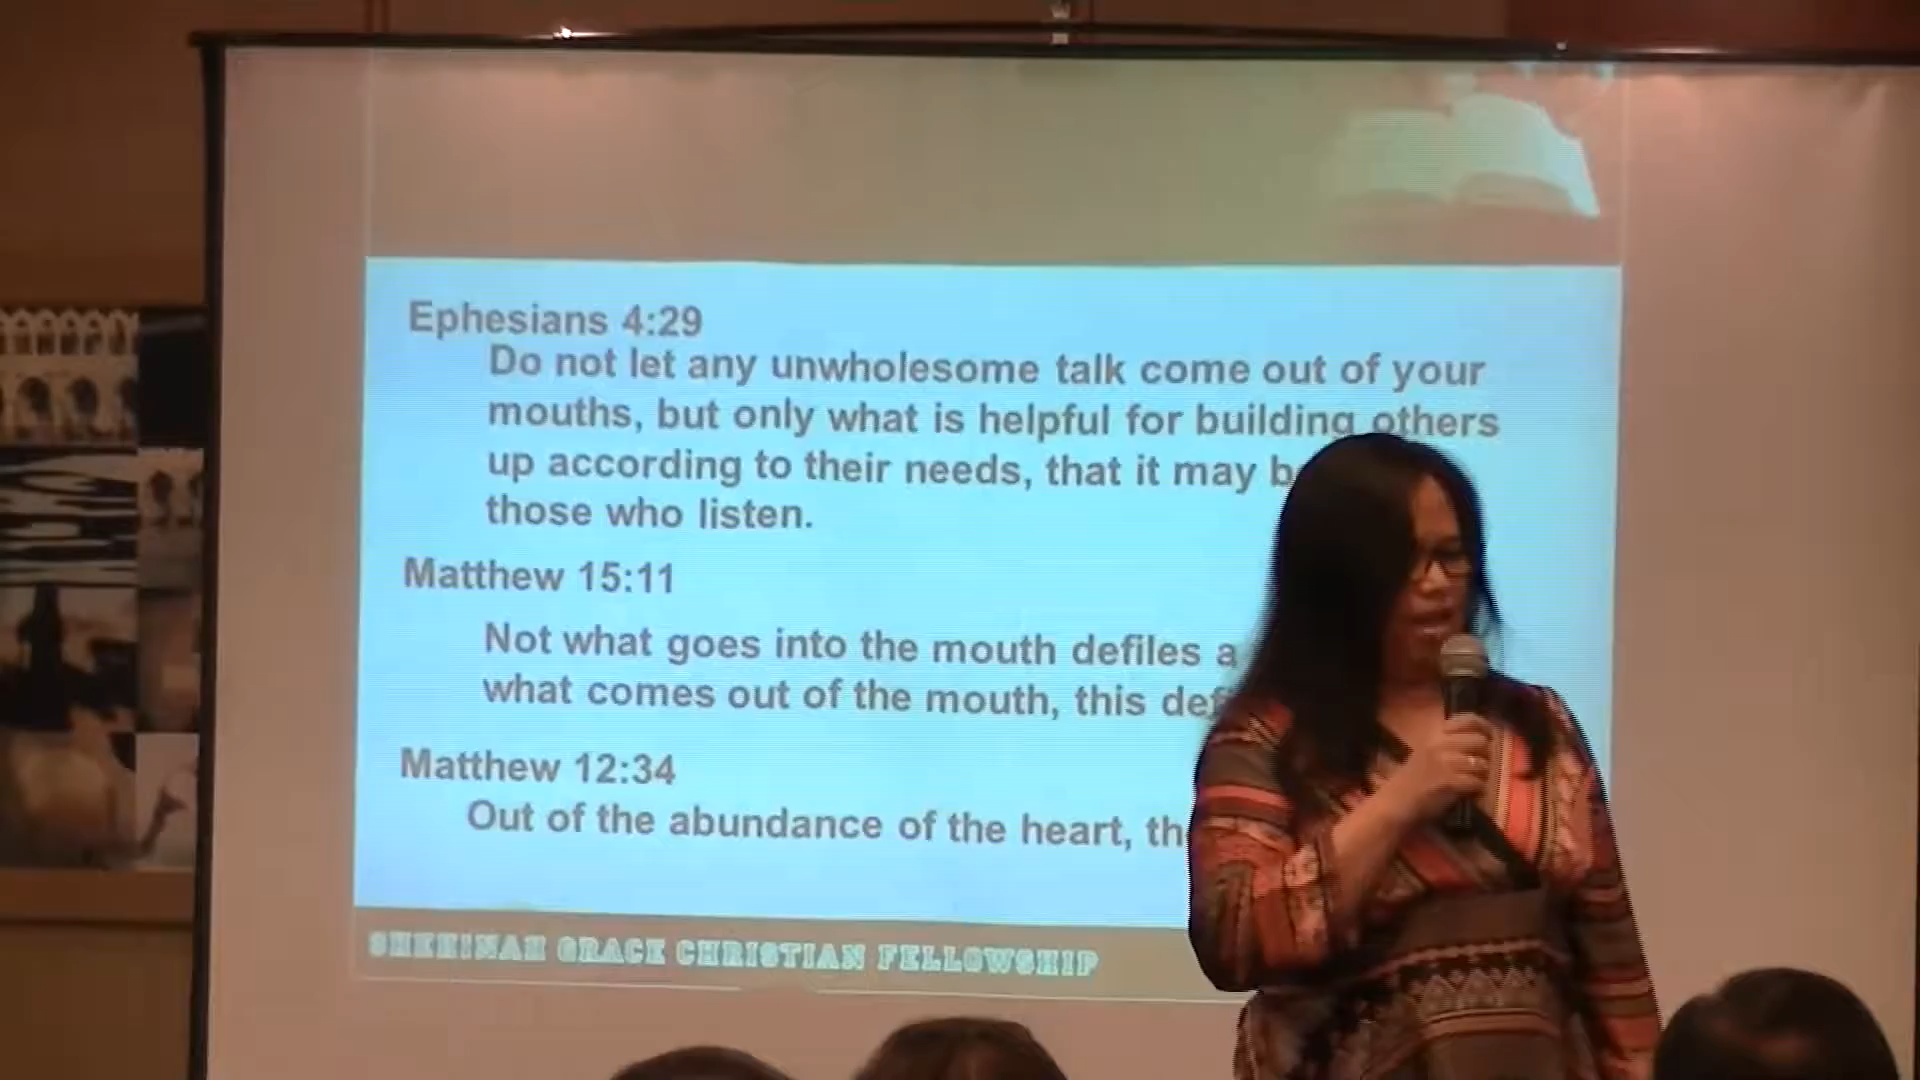 Ephesians 4:29
Do not let any unwholesome talk come out of your
mouths, but only what is helpful for building others
up according to their needs, that it may
those who listen.
Matthew 15:11
Not what goes into the mouth defiles a
what comes out of the mouth, this
Matthew 12:34
Out of the abundance of the heart,
SHEKINAH GRACE CHRISTIAN FELLOWSHIP